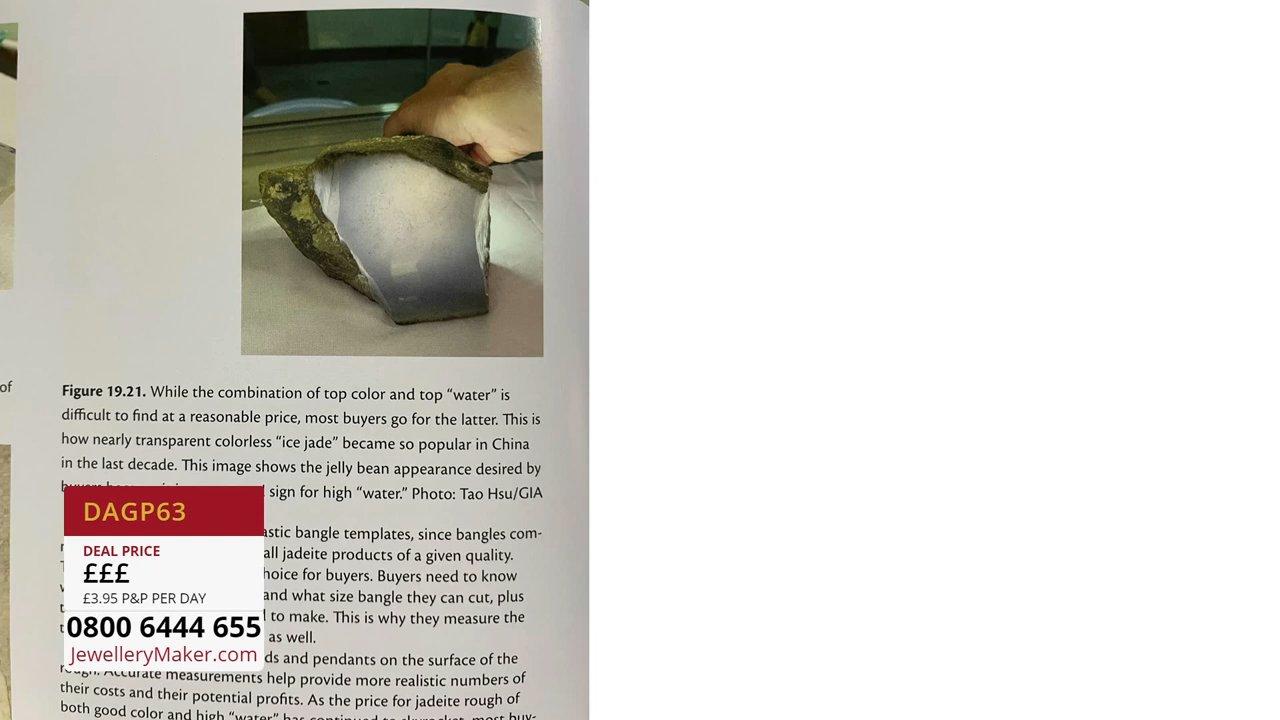 of
Figure 19.21. While the combination of top color and top “water” is
difficult to find at a reasonable price, most buyers go for the latter. This is
how nearly transparent colorless “ice jade” became so popular in China
in the last decade. This image shows the jelly bean appearance desired by
sign for high “water.” Photo: Tao Hsu/GIA
bangle templates, since bangles com-
all jadeite products of a given quality.
for buyers. Buyers need to know
and what size bangle they can cut, plus
to make. This is why they measure the
as well.
and pendants on the surface of the
rough. Accurate measurements help provide more realistic numbers of
their costs and their potential profits. As the price for jadeite rough of
both good color and high “water” has continued to skyrocket, most buy-
DAGP63
DEAL PRICE
£££
£3.95 P&P PER DAY
0800 6444 655
JewelleryMaker.com